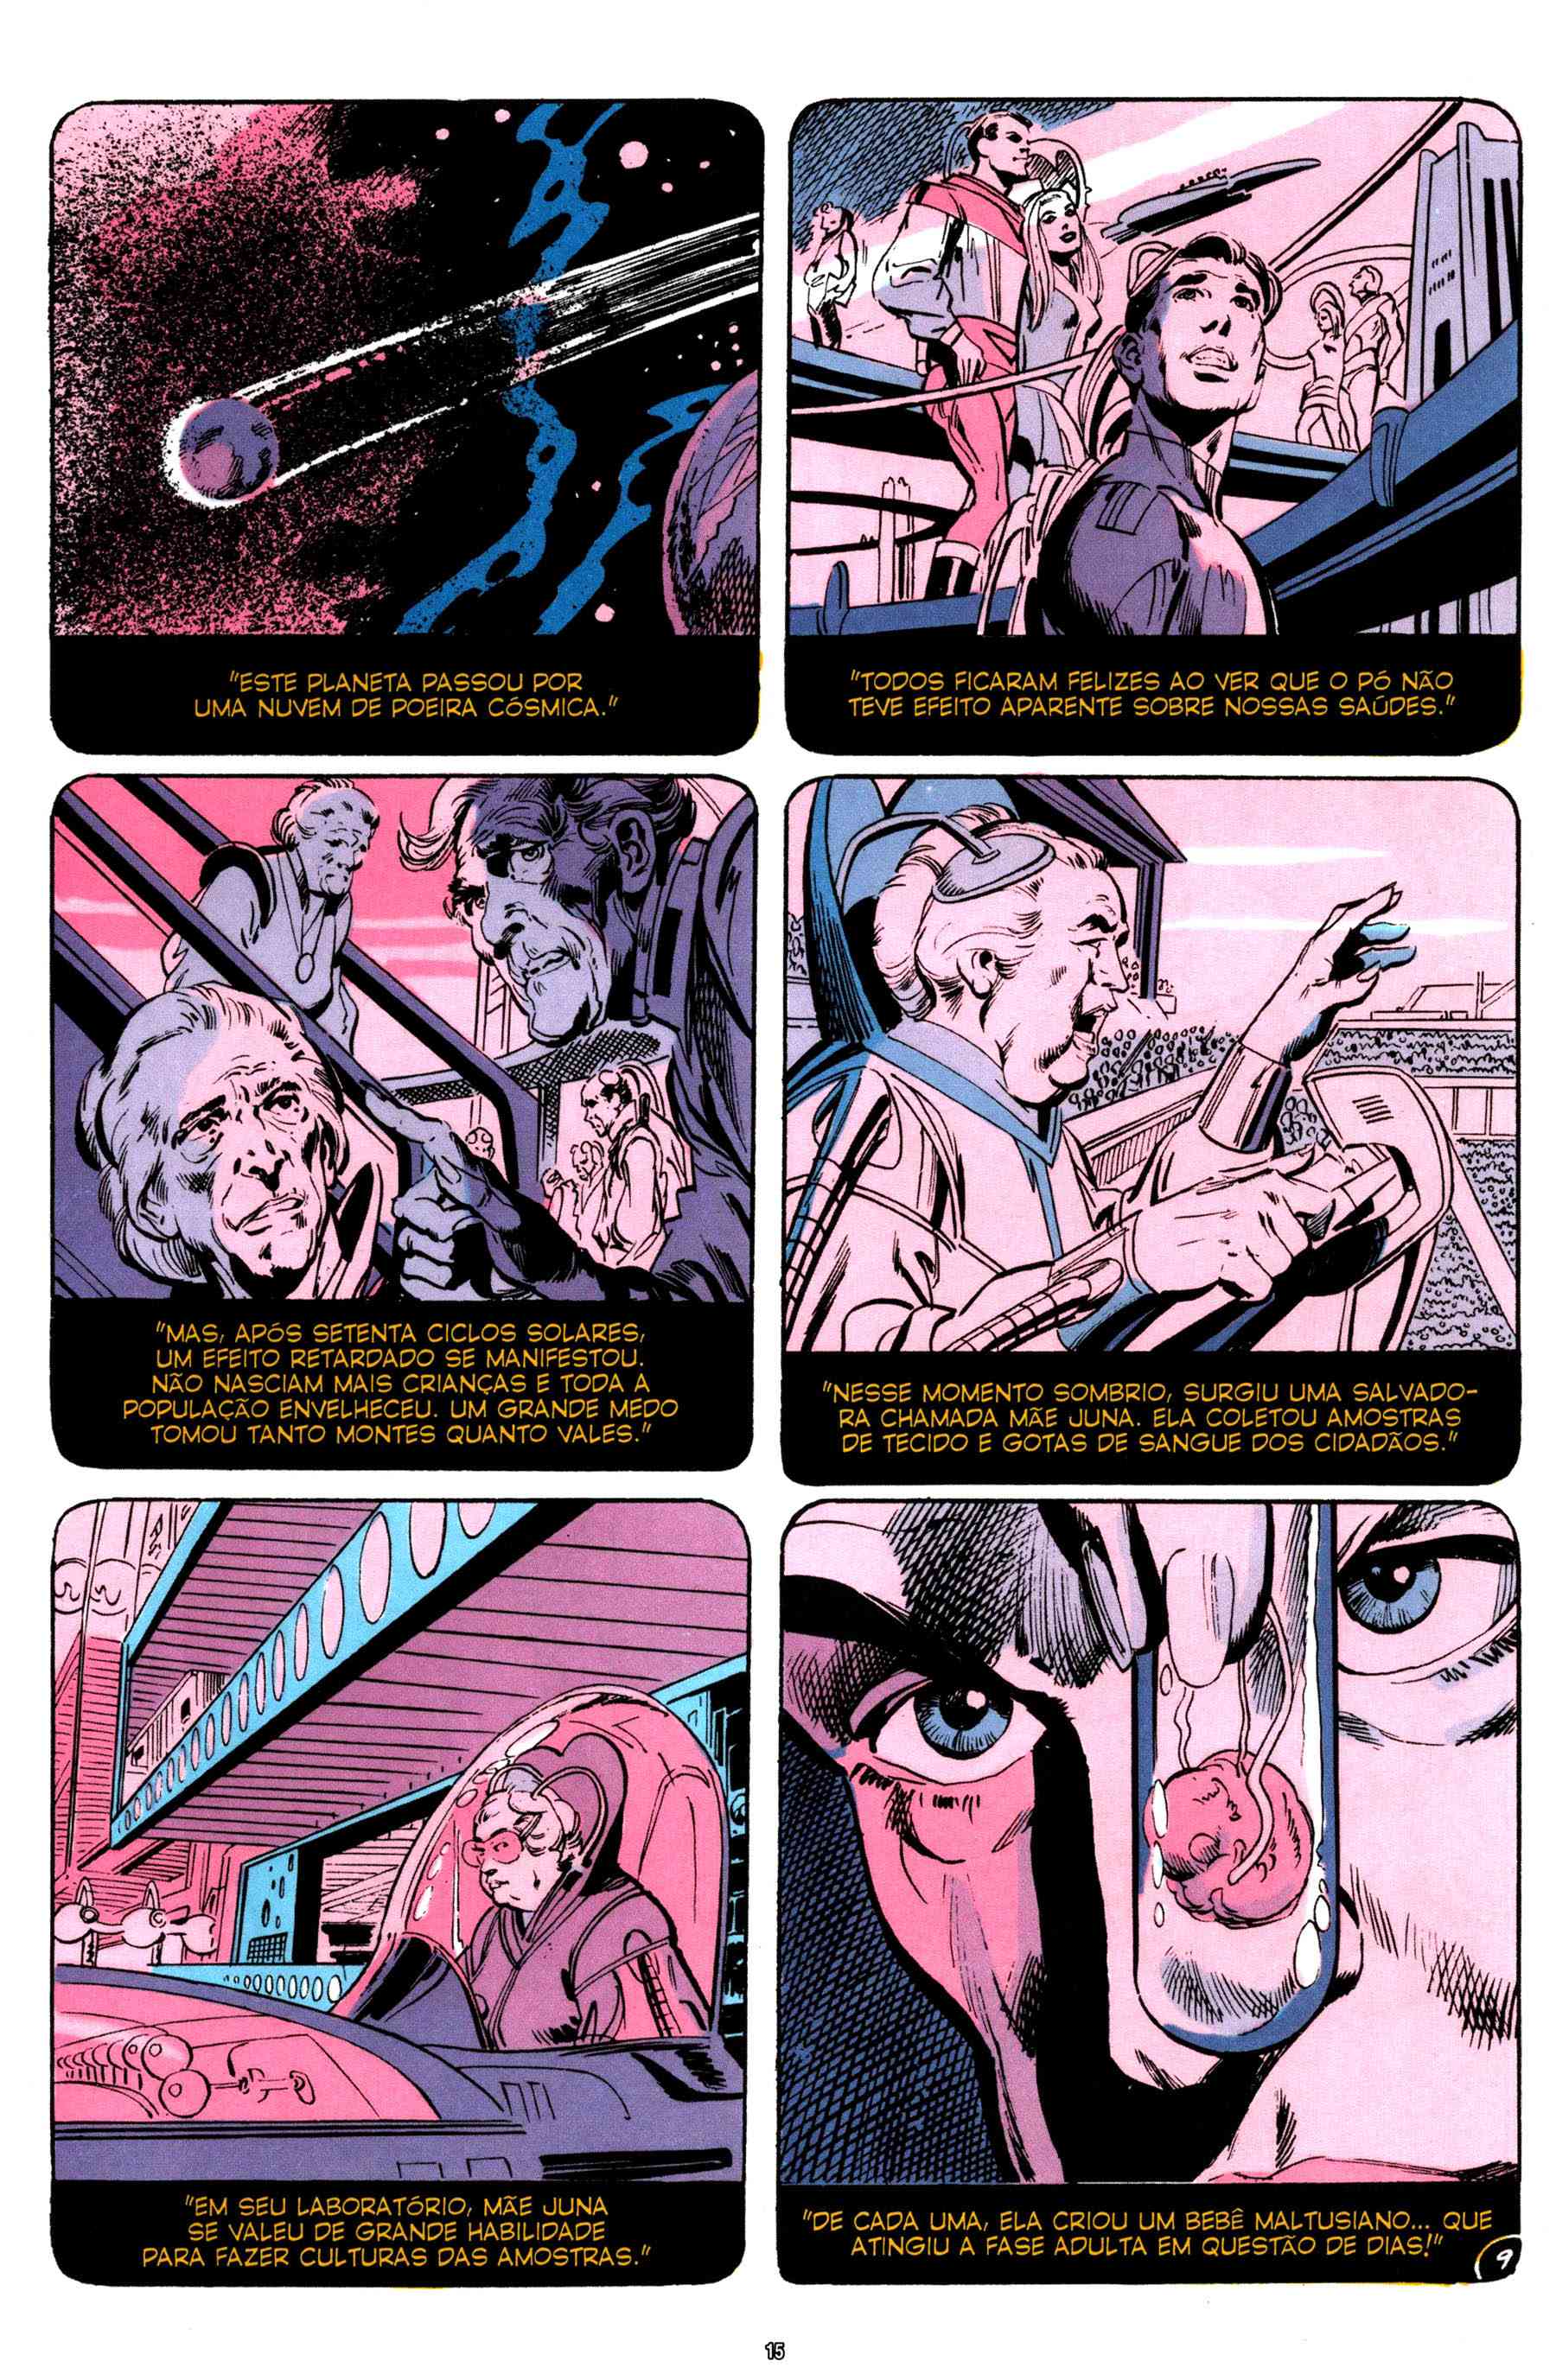 "ESTE PLANETA PASSOU POR
UMA NUVEM DE POEIRA CÓSMICA."
"TODOS FICARAM FELIZES AO VER QUE O PÓ NÃO
TEVE EFEITO APARENTE SOBRE NOSSAS SAÚDES."
"MAS, APÓS SETENTA CICLOS SOLARES,
UM EFEITO RETARDADO SE MANIFESTOU.
NÃO NASCIAM MAIS CRIANÇAS E TODA A
POPULAÇÃO ENVELHECEU. UM GRANDE MEDO
TOMOU TANTO MONTES QUANTO VALES."
"NESSE MOMENTO SOMBRIO, SURGIU UMA SALVADO-
RA CHAMADA MÃE JUNA. ELA COLETOU AMOSTRAS
DE TECIDO E GOTAS DE SANGUE DOS CIDADÃOS."
"EM SEU LABORATÓRIO, MÃE JUNA
SE VALEU DE GRANDE HABILIDADE
PARA FAZER CULTURAS DAS AMOSTRAS."
"DE CADA UMA, ELA CRIOU UM BEBÊ MALTUSIANO... QUE
ATINGIU A FASE ADULTA EM QUESTÃO DE DIAS!"
9
15